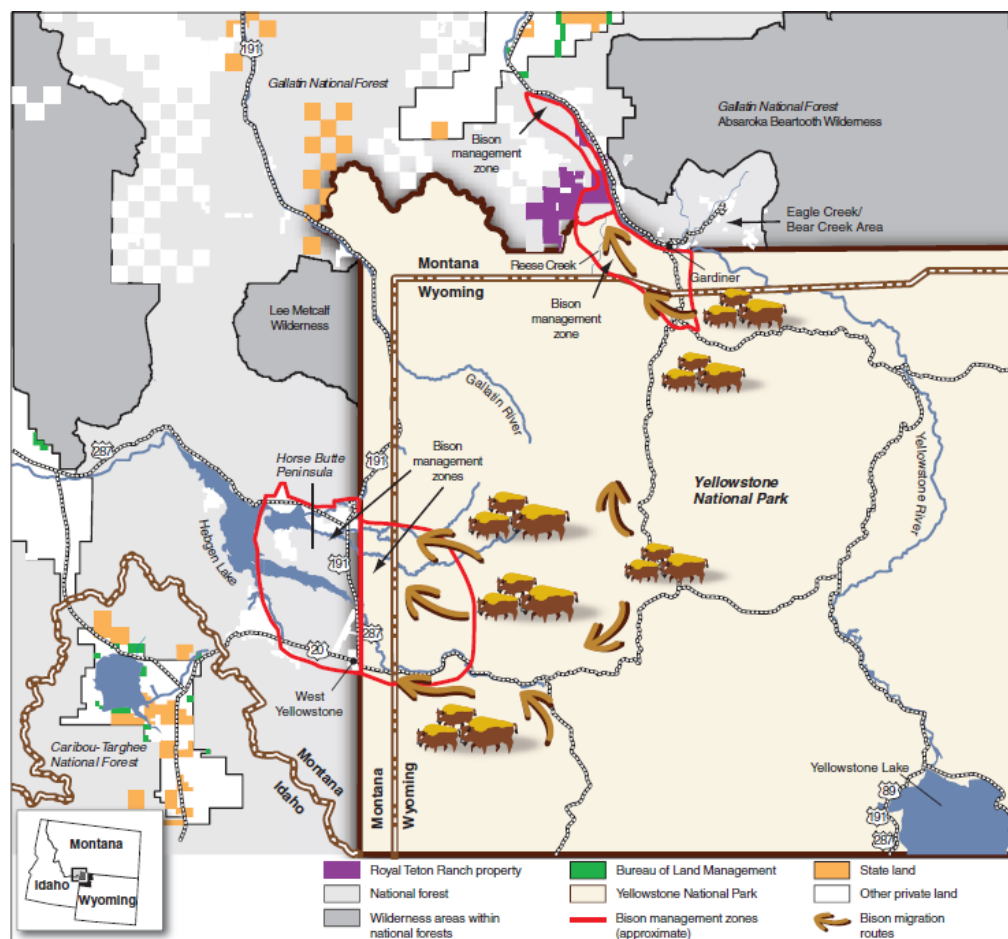 191
Gallatin National Forest
Gallatin National Forest
Absaroka Beartooth Wilderness
Bison
management
zone
Eagle Creek/
Bear Creek Area
Reese Creek
Gardiner
Montana
Wyoming
Bison
management
zone
Lee Metcalf
Wilderness
Gallatin River
Yellowstone River
287
Horse Butte
Peninsula
191
Bison
management
zones
Yellowstone
National Park
Hebgen Lake
191
287
20
West
Yellowstone
Caribou-Targhee
National Forest
Montana
Idaho
Montana
Wyoming
Yellowstone Lake
89
191
287
Montana
Idaho
Wyoming
Royal Teton Ranch property
National forest
Wilderness areas within
national forests
Bureau of Land Management
Yellowstone National Park
Bison management zones
(approximate)
State land
Other private land
Bison migration
routes